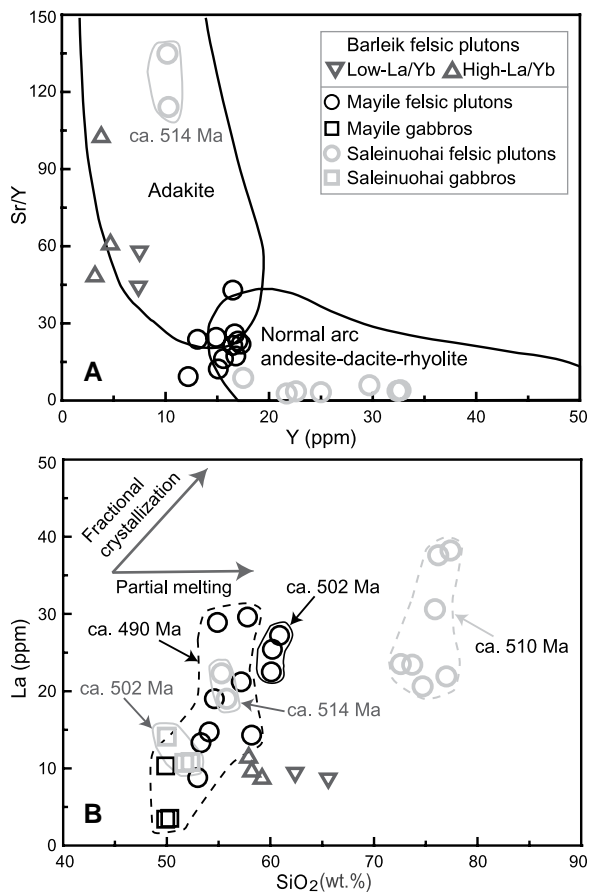 150
120
90
60
30
0
Sr/Y
Barleik felsic plutons
Low-La/Yb High-La/Yb
Mayile felsic plutons
Mayile gabbros
Saleinuohai felsic plutons
Saleinuohai gabbros
ca. 514 Ma
Adakite
Normal arc
andesite-dacite-rhyolite
A
0 10 20 30 40 50
Y (ppm)
50
40
30
20
10
0
La (ppm)
Fractional
crystallization
Partial melting
ca. 502 Ma
ca. 490 Ma
ca. 510 Ma
ca. 502 Ma
ca. 514 Ma
B
40 50 60 70 80 90
SiO₂ (wt.%)